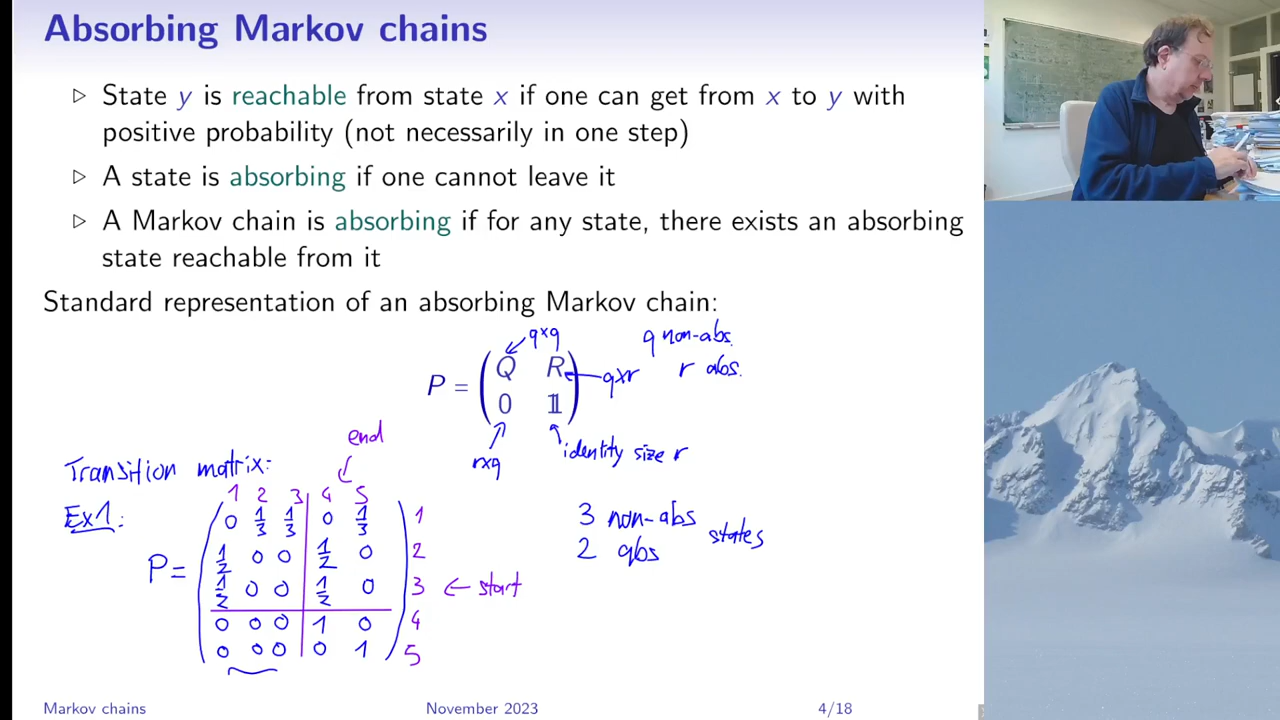 Absorbing Markov chains
▷ State y is reachable from state x if one can get from x to y with
positive probability (not necessarily in one step)
▷ A state is absorbing if one cannot leave it
▷ A Markov chain is absorbing if for any state, there exists an absorbing
state reachable from it
Standard representation of an absorbing Markov chain:
q×q
q non-abs.
P = ( Q R
0 𝟙 )
q×r
r abs.
r×q
identity size r
end
Transition matrix:
Ex1:
1 2 3 4 5
P =
0 1/3 1/3 0 1/3 1
1/2 0 0 1/2 0 2
1/2 0 0 1/2 0 3 ← start
0 0 0 1 0 4
0 0 0 0 1 5
3 non-abs
2 abs
states
Markov chains November 2023 4/18